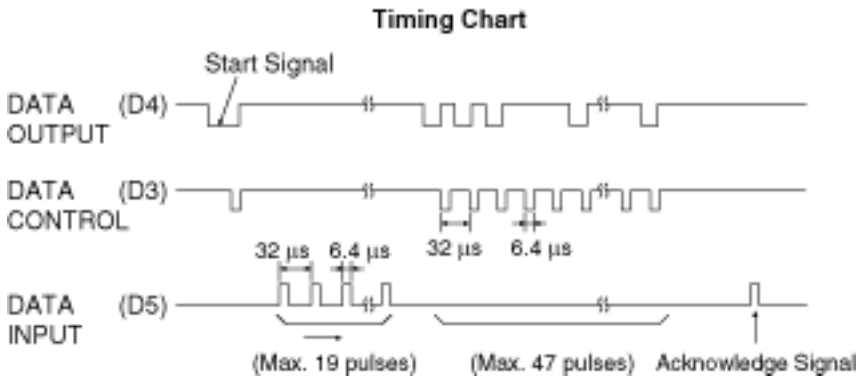 Timing Chart
Start Signal
DATA (D4)
OUTPUT
DATA (D3)
CONTROL
32 μs 6.4 μs
32 μs 6.4 μs
DATA (D5)
INPUT
(Max. 19 pulses) (Max. 47 pulses) Acknowledge Signal